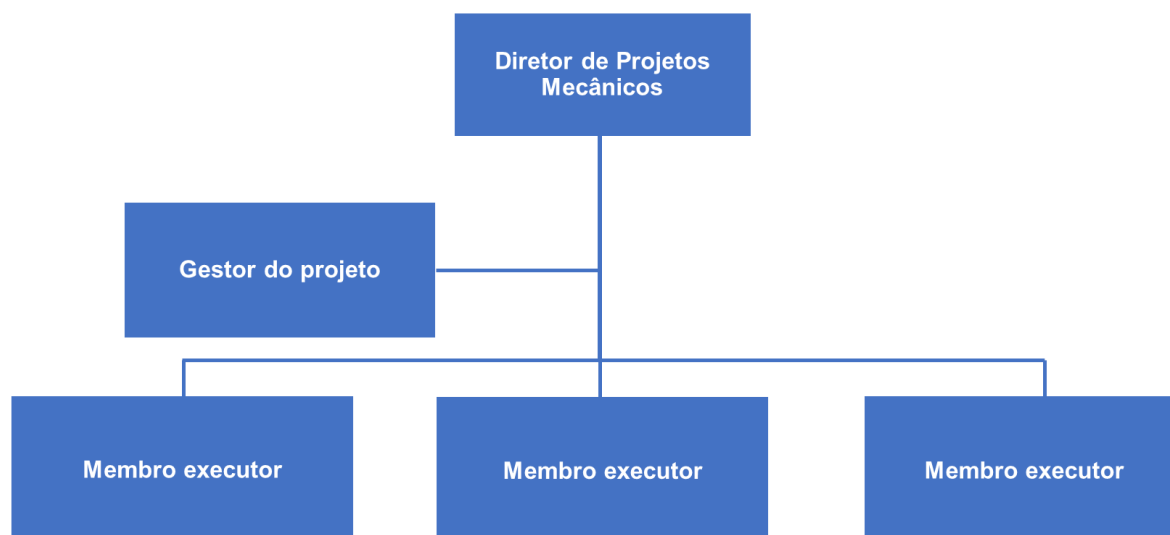 Diretor de Projetos
Mecânicos
Gestor do projeto
Membro executor
Membro executor
Membro executor